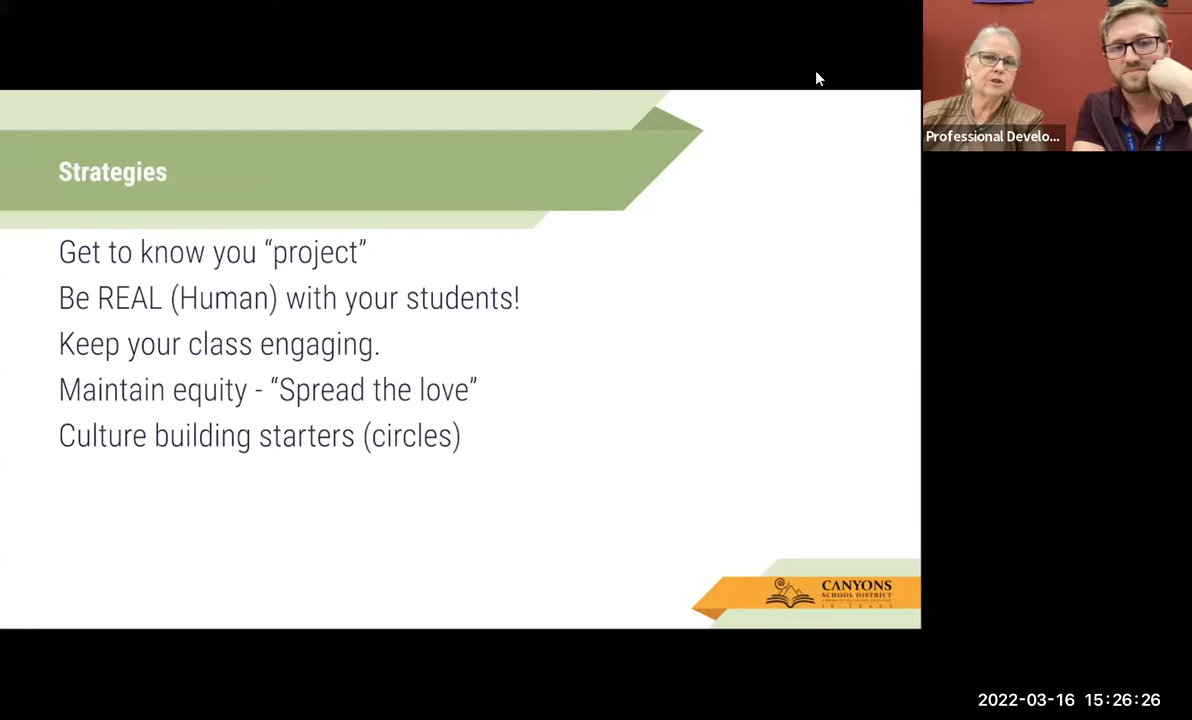 Professional Develo...
Strategies
Get to know you “project”
Be REAL (Human) with your students!
Keep your class engaging.
Maintain equity - “Spread the love”
Culture building starters (circles)
CANYONS
SCHOOL DISTRICT
2022-03-16 15:26:26